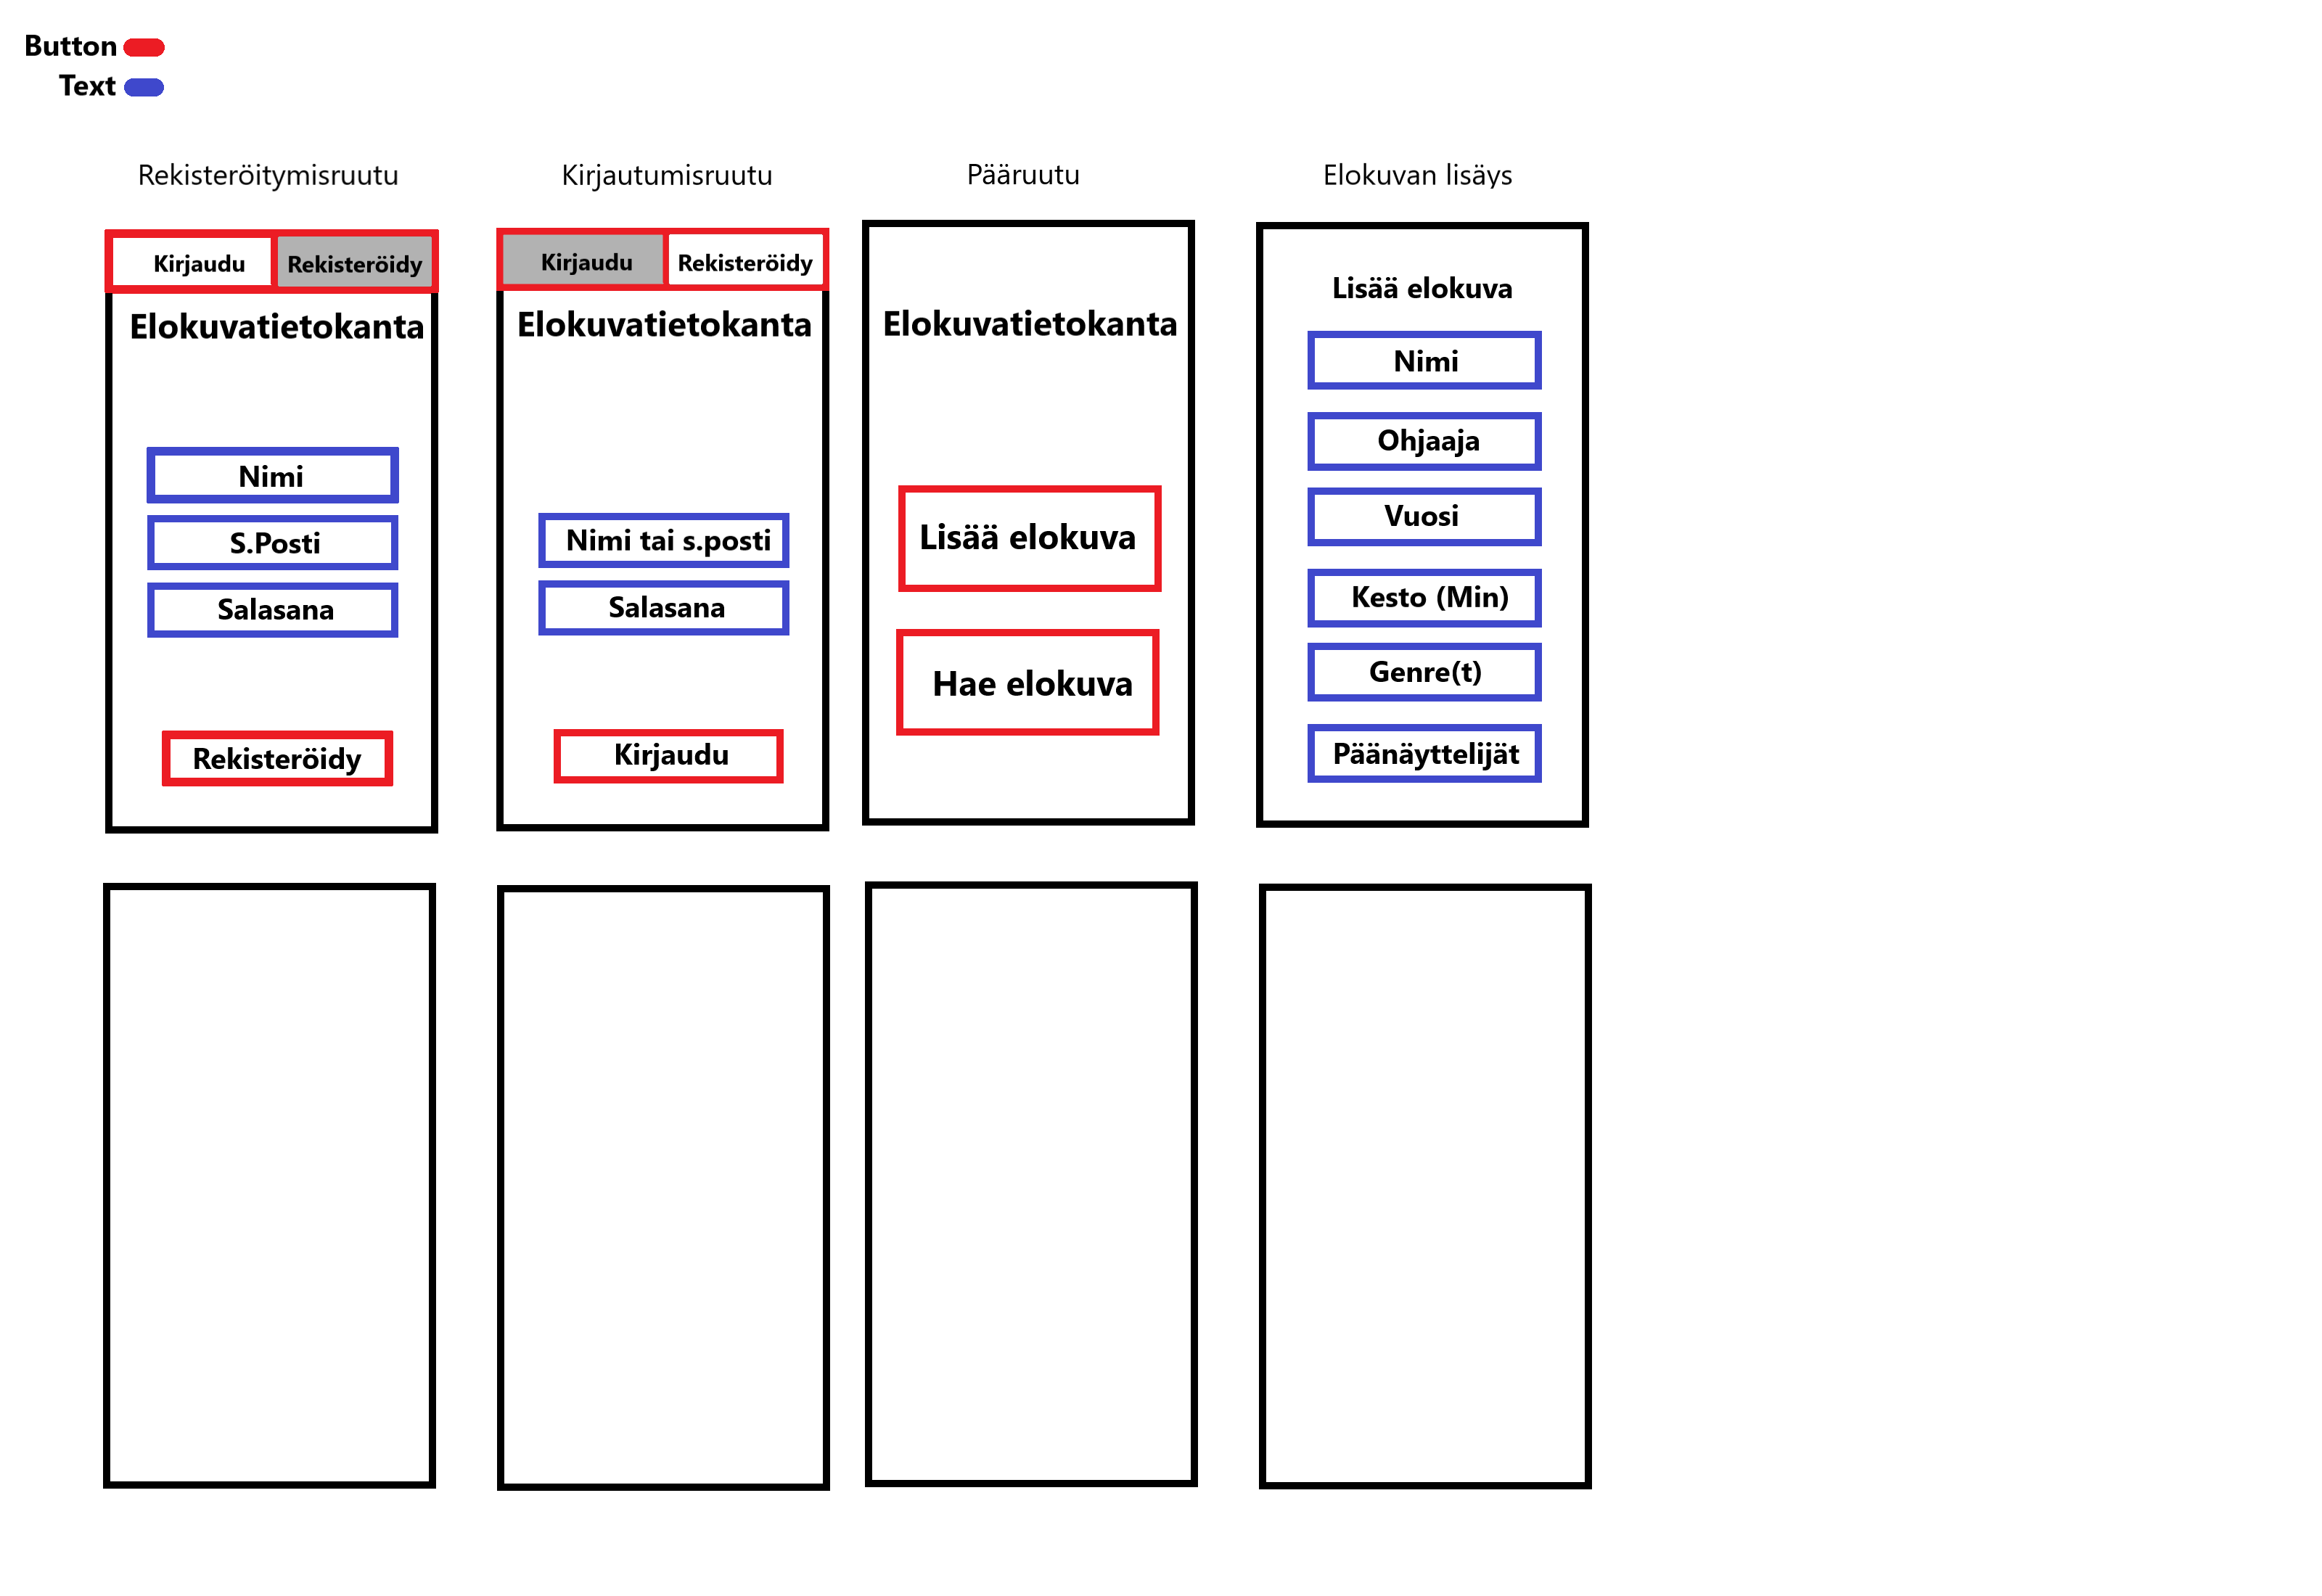 Button
Text
Rekisteröitymisruutu
Kirjaudu
Rekisteröidy
Elokuvatietokanta
Nimi
S.Posti
Salasana
Rekisteröidy
Kirjautumisruutu
Kirjaudu
Rekisteröidy
Elokuvatietokanta
Nimi tai s.posti
Salasana
Kirjaudu
Pääruutu
Elokuvatietokanta
Lisää elokuva
Hae elokuva
Elokuvan lisäys
Lisää elokuva
Nimi
Ohjaaja
Vuosi
Kesto (Min)
Genre(t)
Päänäyttelijät